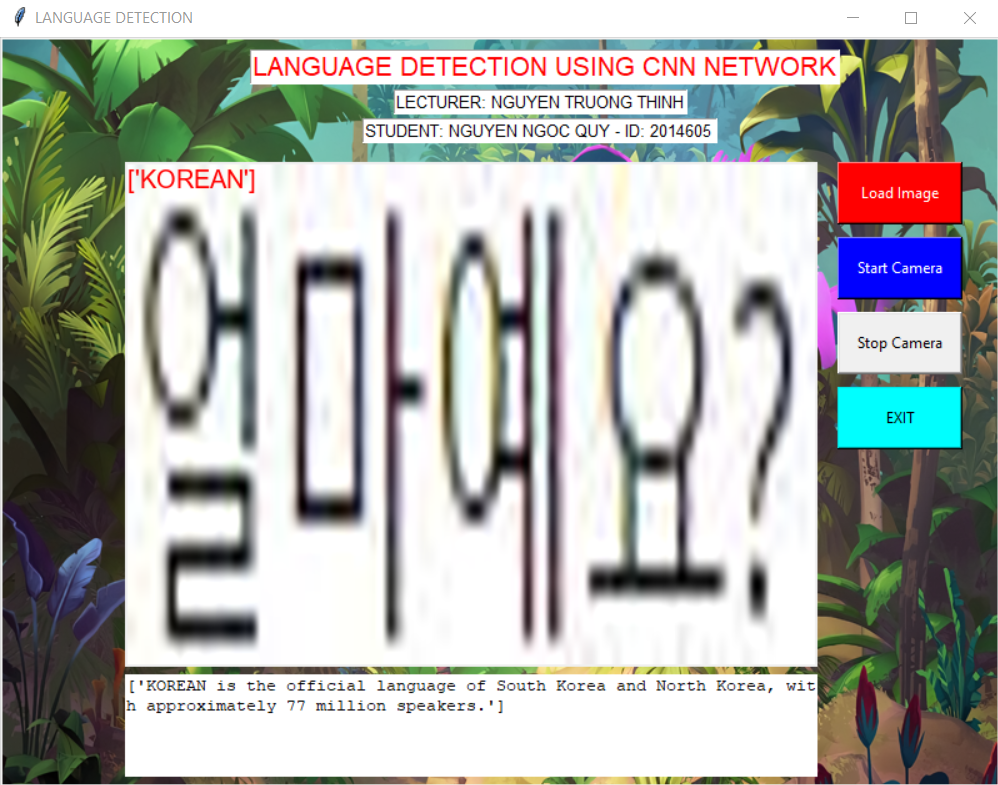 LANGUAGE DETECTION
LANGUAGE DETECTION USING CNN NETWORK
LECTURER: NGUYEN TRUONG THINH
STUDENT: NGUYEN NGOC QUY - ID: 2014605
['KOREAN']
얼마에요?
Load Image
Start Camera
Stop Camera
EXIT
['KOREAN is the official language of South Korea and North Korea, wit
h approximately 77 million speakers.']